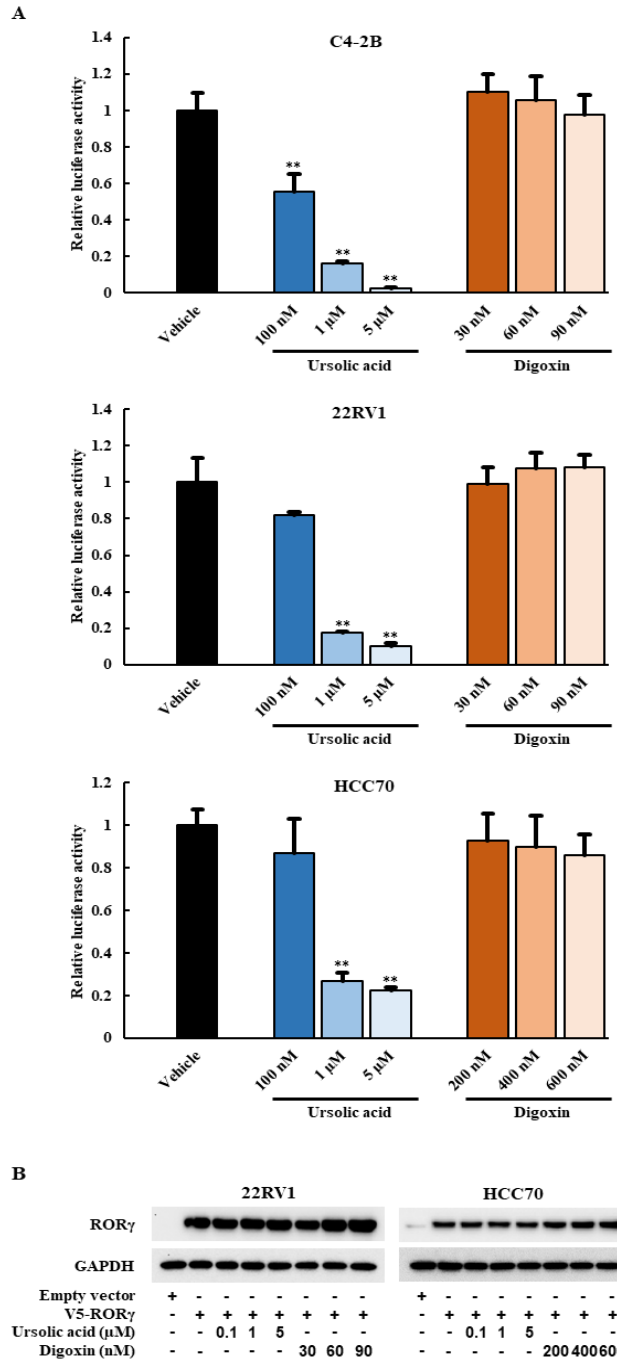 A
C4-2B
Relative luciferase activity
1.4
1.2
1
0.8
0.6
0.4
0.2
0
**
**
**
Vehicle
100 nM
1 µM
5 µM
30 nM
60 nM
90 nM
Ursolic acid
Digoxin
22RV1
Relative luciferase activity
1.4
1.2
1
0.8
0.6
0.4
0.2
0
**
**
Vehicle
100 nM
1 µM
5 µM
30 nM
60 nM
90 nM
Ursolic acid
Digoxin
HCC70
Relative luciferase activity
1.2
1
0.8
0.6
0.4
0.2
0
**
**
Vehicle
100 nM
1 µM
5 µM
200 nM
400 nM
600 nM
Ursolic acid
Digoxin
B
22RV1 HCC70
RORγ
GAPDH
Empty vector + - - - - - - - + - - - - - - -
V5-RORγ - + + + + + + + - + + + + + + +
Ursolic acid (µM) - - 0.1 1 5 - - - - - 0.1 1 5 - - -
Digoxin (nM) - - - - - 30 60 90 - - - - - 200 400 60